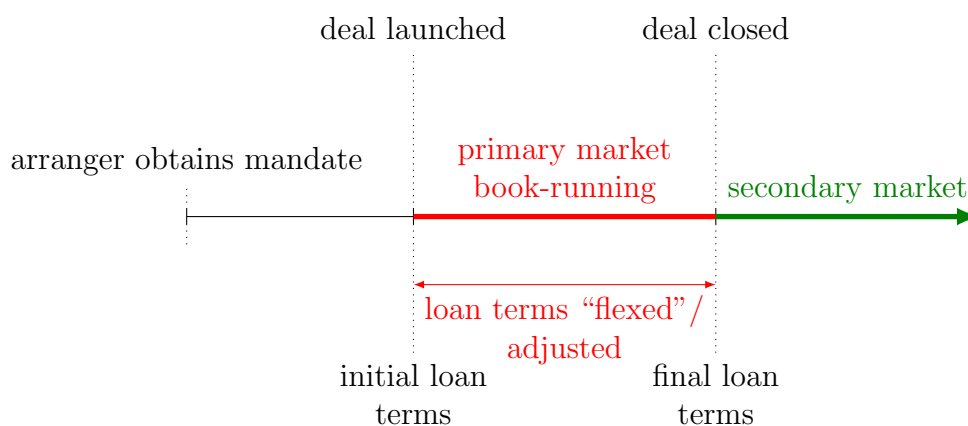 deal launched
deal closed
arranger obtains mandate
primary market
book-running
secondary market
loan terms “flexed”/
adjusted
initial loan
terms
final loan
terms